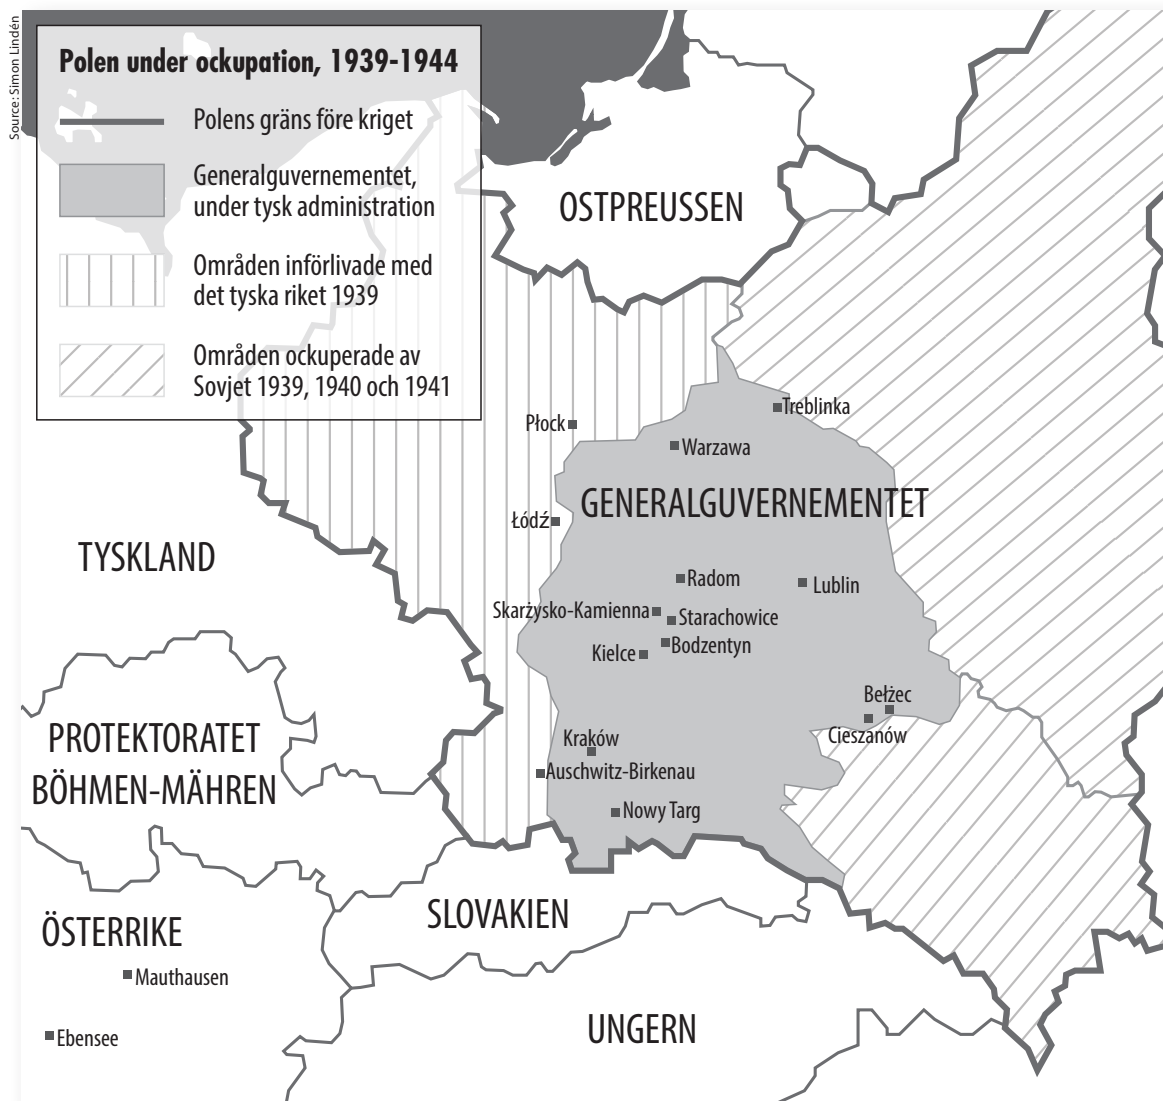 Source: Simon Lindén
Polen under ockupation, 1939-1944
Polens gräns före kriget
Generalguvernementet,
under tysk administration
Områden införlivade med
det tyska riket 1939
Områden ockuperade av
Sovjet 1939, 1940 och 1941
OSTPREUSSEN
Treblinka
Płock
Warzawa
GENERALGUVERNEMENTET
Łódź
TYSKLAND
Radom
Lublin
Skarżysko-Kamienna
Starachowice
Bodzentyn
Kielce
Bełżec
Cieszanów
PROTEKTORATET
BÖHMEN-MÄHREN
Kraków
Auschwitz-Birkenau
Nowy Targ
SLOVAKIEN
ÖSTERRIKE
Mauthausen
UNGERN
Ebensee